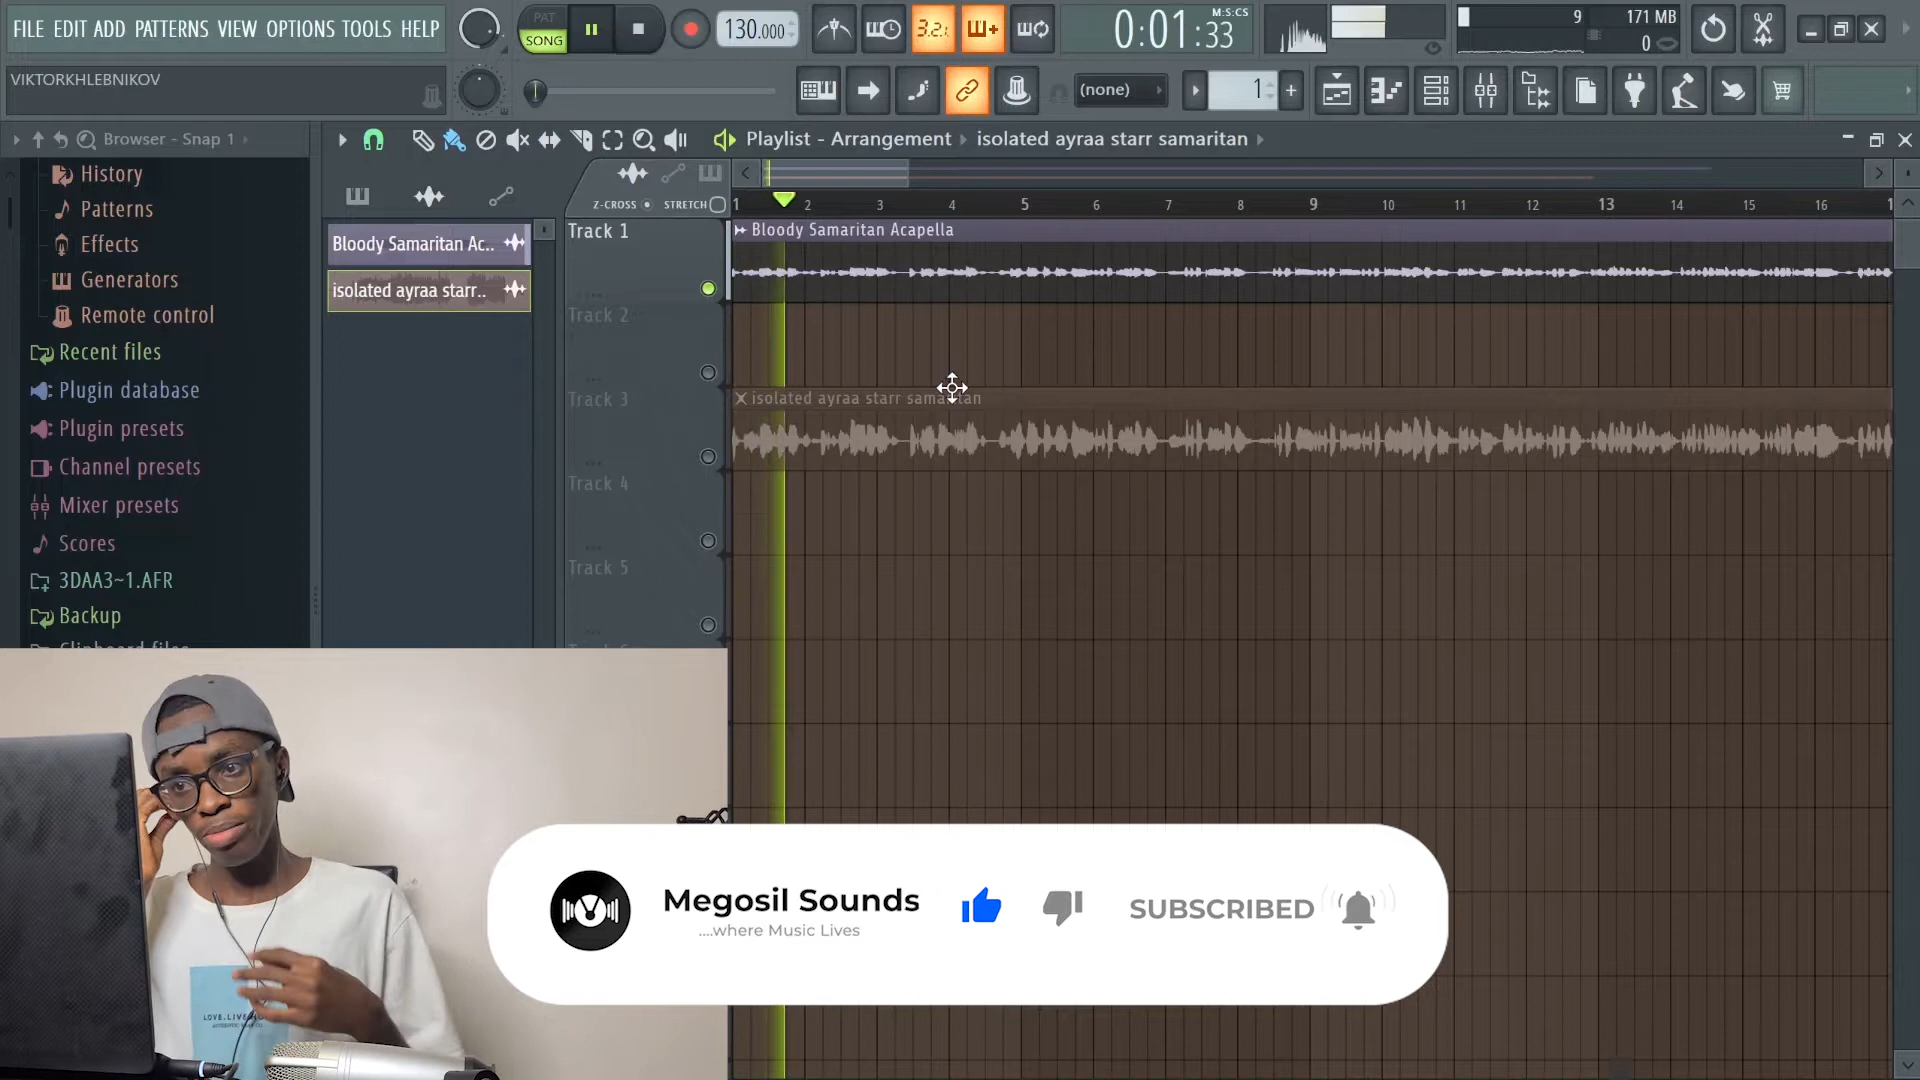 FILE EDIT ADD PATTERNS VIEW OPTIONS TOOLS HELP
PAT
SONG
130.000
3.2.
0:01:33
M:S:CS
9
171 MB
0
VIKTORKHLEBNIKOV
(none)
1
Browser - Snap 1
Playlist - Arrangement
isolated ayraa starr samaritan
History
Patterns
Effects
Generators
Remote control
Recent files
Plugin database
Plugin presets
Channel presets
Mixer presets
Scores
3DAA3~1.AFR
Backup
Clipboard files
Bloody Samaritan Ac..
isolated ayraa starr..
Z-CROSS
STRETCH
1 2 3 4 5 6 7 8 9 10 11 12 13 14 15 16 1
Track 1
Bloody Samaritan Acapella
Track 2
Track 3
isolated ayraa starr samaritan
Track 4
Track 5
Megosil Sounds
....where Music Lives
SUBSCRIBED